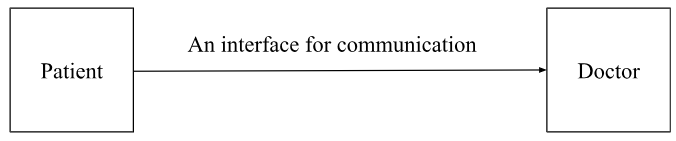 An interface for communication
Patient
Doctor